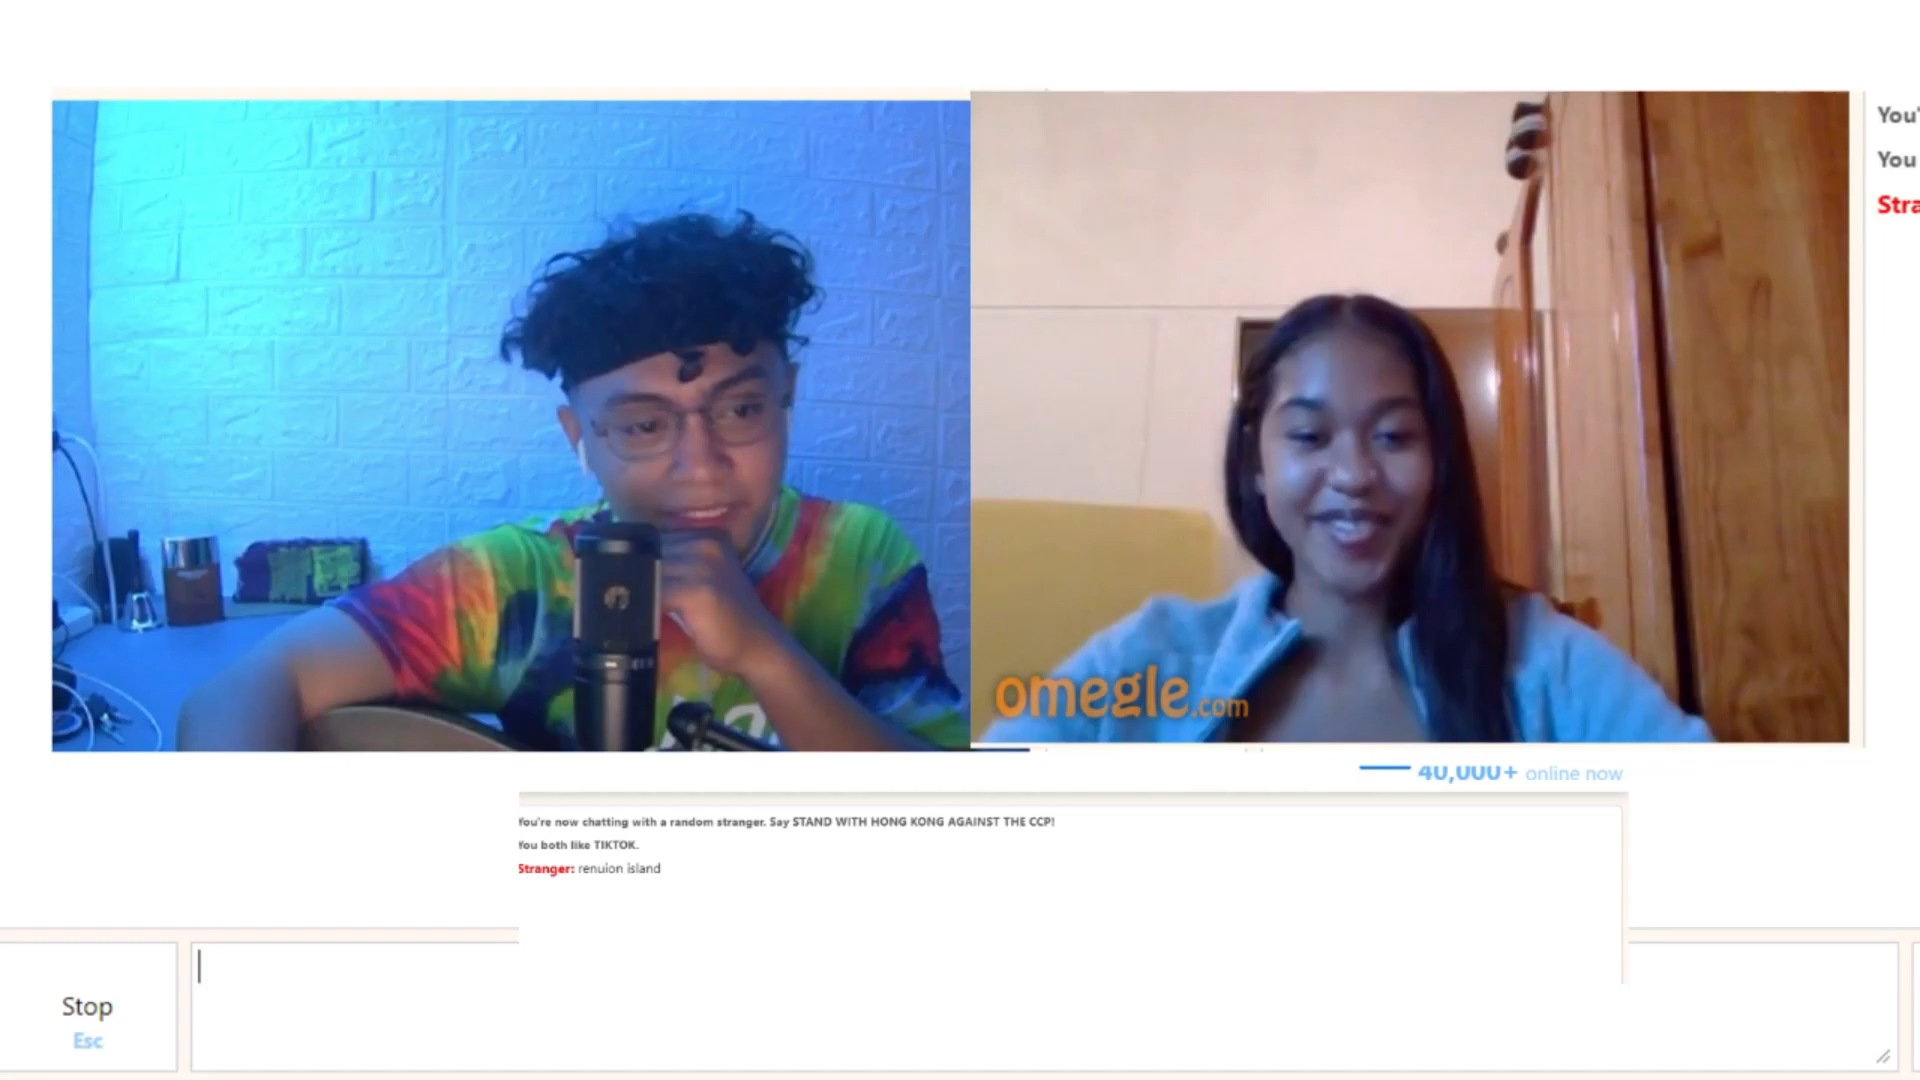 You'
You
Stra
omegle.com
40,000+ online now
You're now chatting with a random stranger. Say STAND WITH HONG KONG AGAINST THE CCP!
You both like TIKTOK.
Stranger: renuion island
Stop
Esc